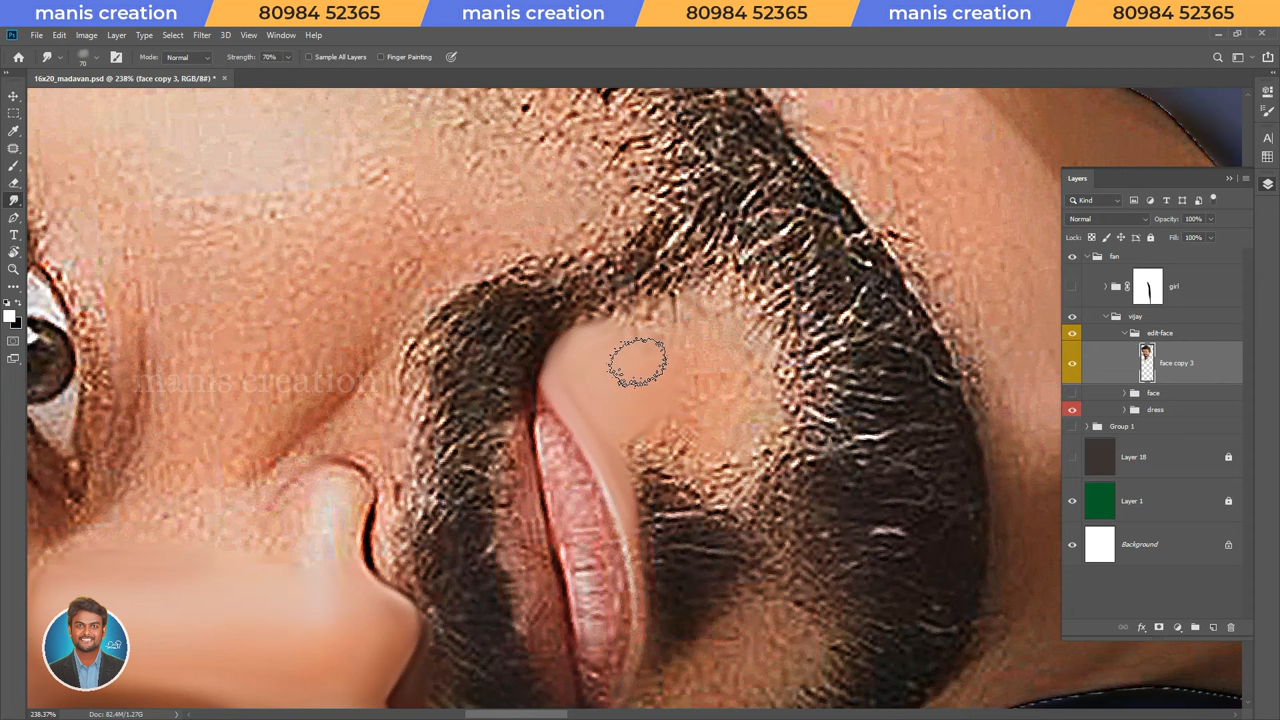 manis creation 80984 52365 manis creation 80984 52365 manis creation 80984 52365
Ps File Edit Image Layer Type Select Filter 3D View Window Help
70 Mode: Normal Strength: 70% Sample All Layers Finger Painting
16x20_madavan.psd @ 238% (face copy 3, RGB/8#) * ×
Layers
Kind
Normal Opacity: 100%
Lock: Fill: 100%
fan
girl
vijay
edit-face
face copy 3
face
dress
Group 1
Layer 18
Layer 1
Background
manis creation
238.37% Doc: 82.4M/1.27G